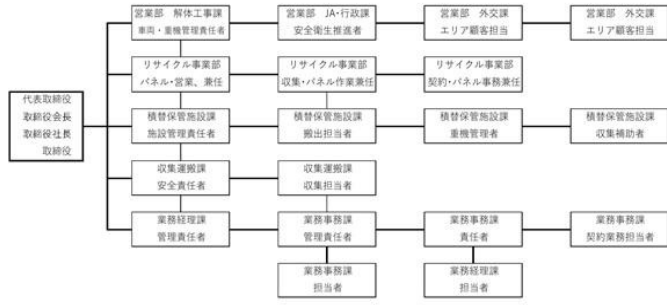 代表取締役
取締役会長
取締役社長
取締役
営業部 解体工事課
車両・重機管理責任者
営業部 JA・行政課
安全衛生推進者
営業部 外交課
エリア顧客担当
営業部 外交課
エリア顧客担当
リサイクル事業部
パネル・営業、兼任
リサイクル事業部
収集・パネル作業兼任
リサイクル事業部
契約・パネル事務兼任
積替保管施設課
施設管理責任者
積替保管施設課
搬出担当者
積替保管施設課
重機管理者
積替保管施設課
収集補助者
収集運搬課
安全責任者
収集運搬課
収集担当者
業務経理課
管理責任者
業務事務課
管理責任者
業務事務課
責任者
業務事務課
契約業務担当者
業務事務課
担当者
業務経理課
担当者